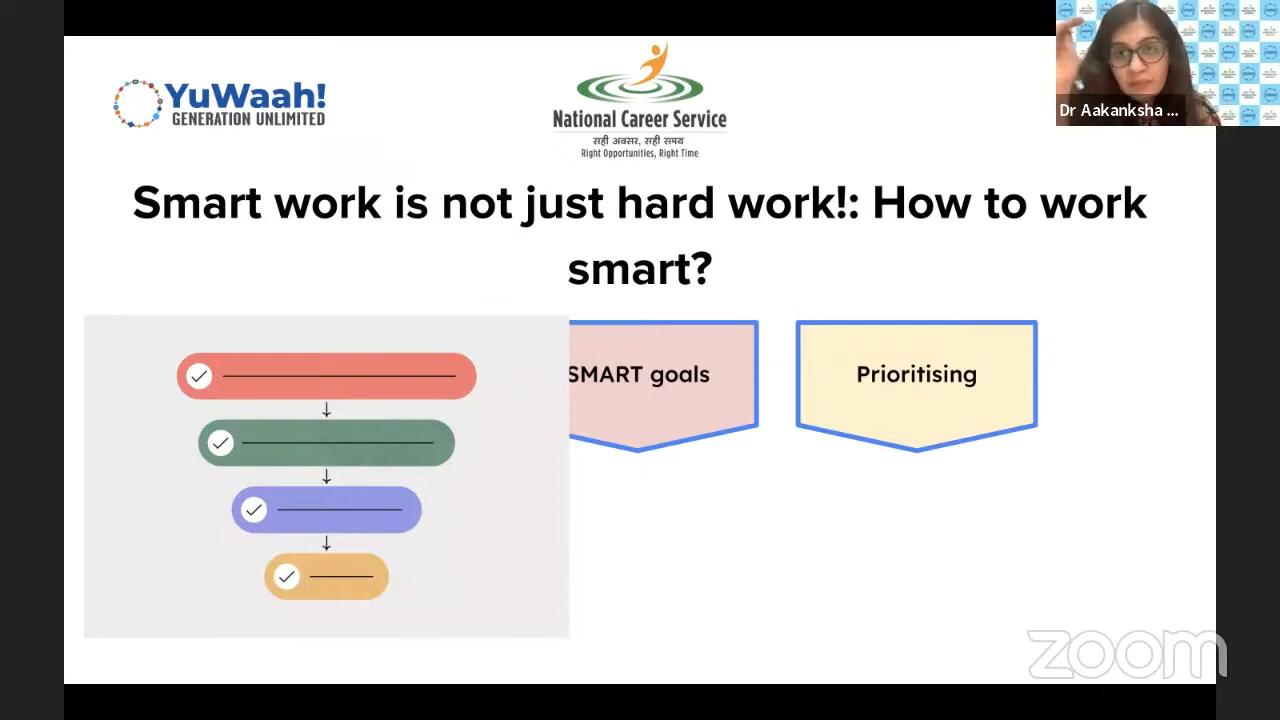 YuWaah!
GENERATION UNLIMITED
National Career Service
सही अवसर, सही समय
Right Opportunities, Right Time
Dr Aakanksha ...
Smart work is not just hard work!: How to work
smart?
SMART goals
Prioritising
zoom